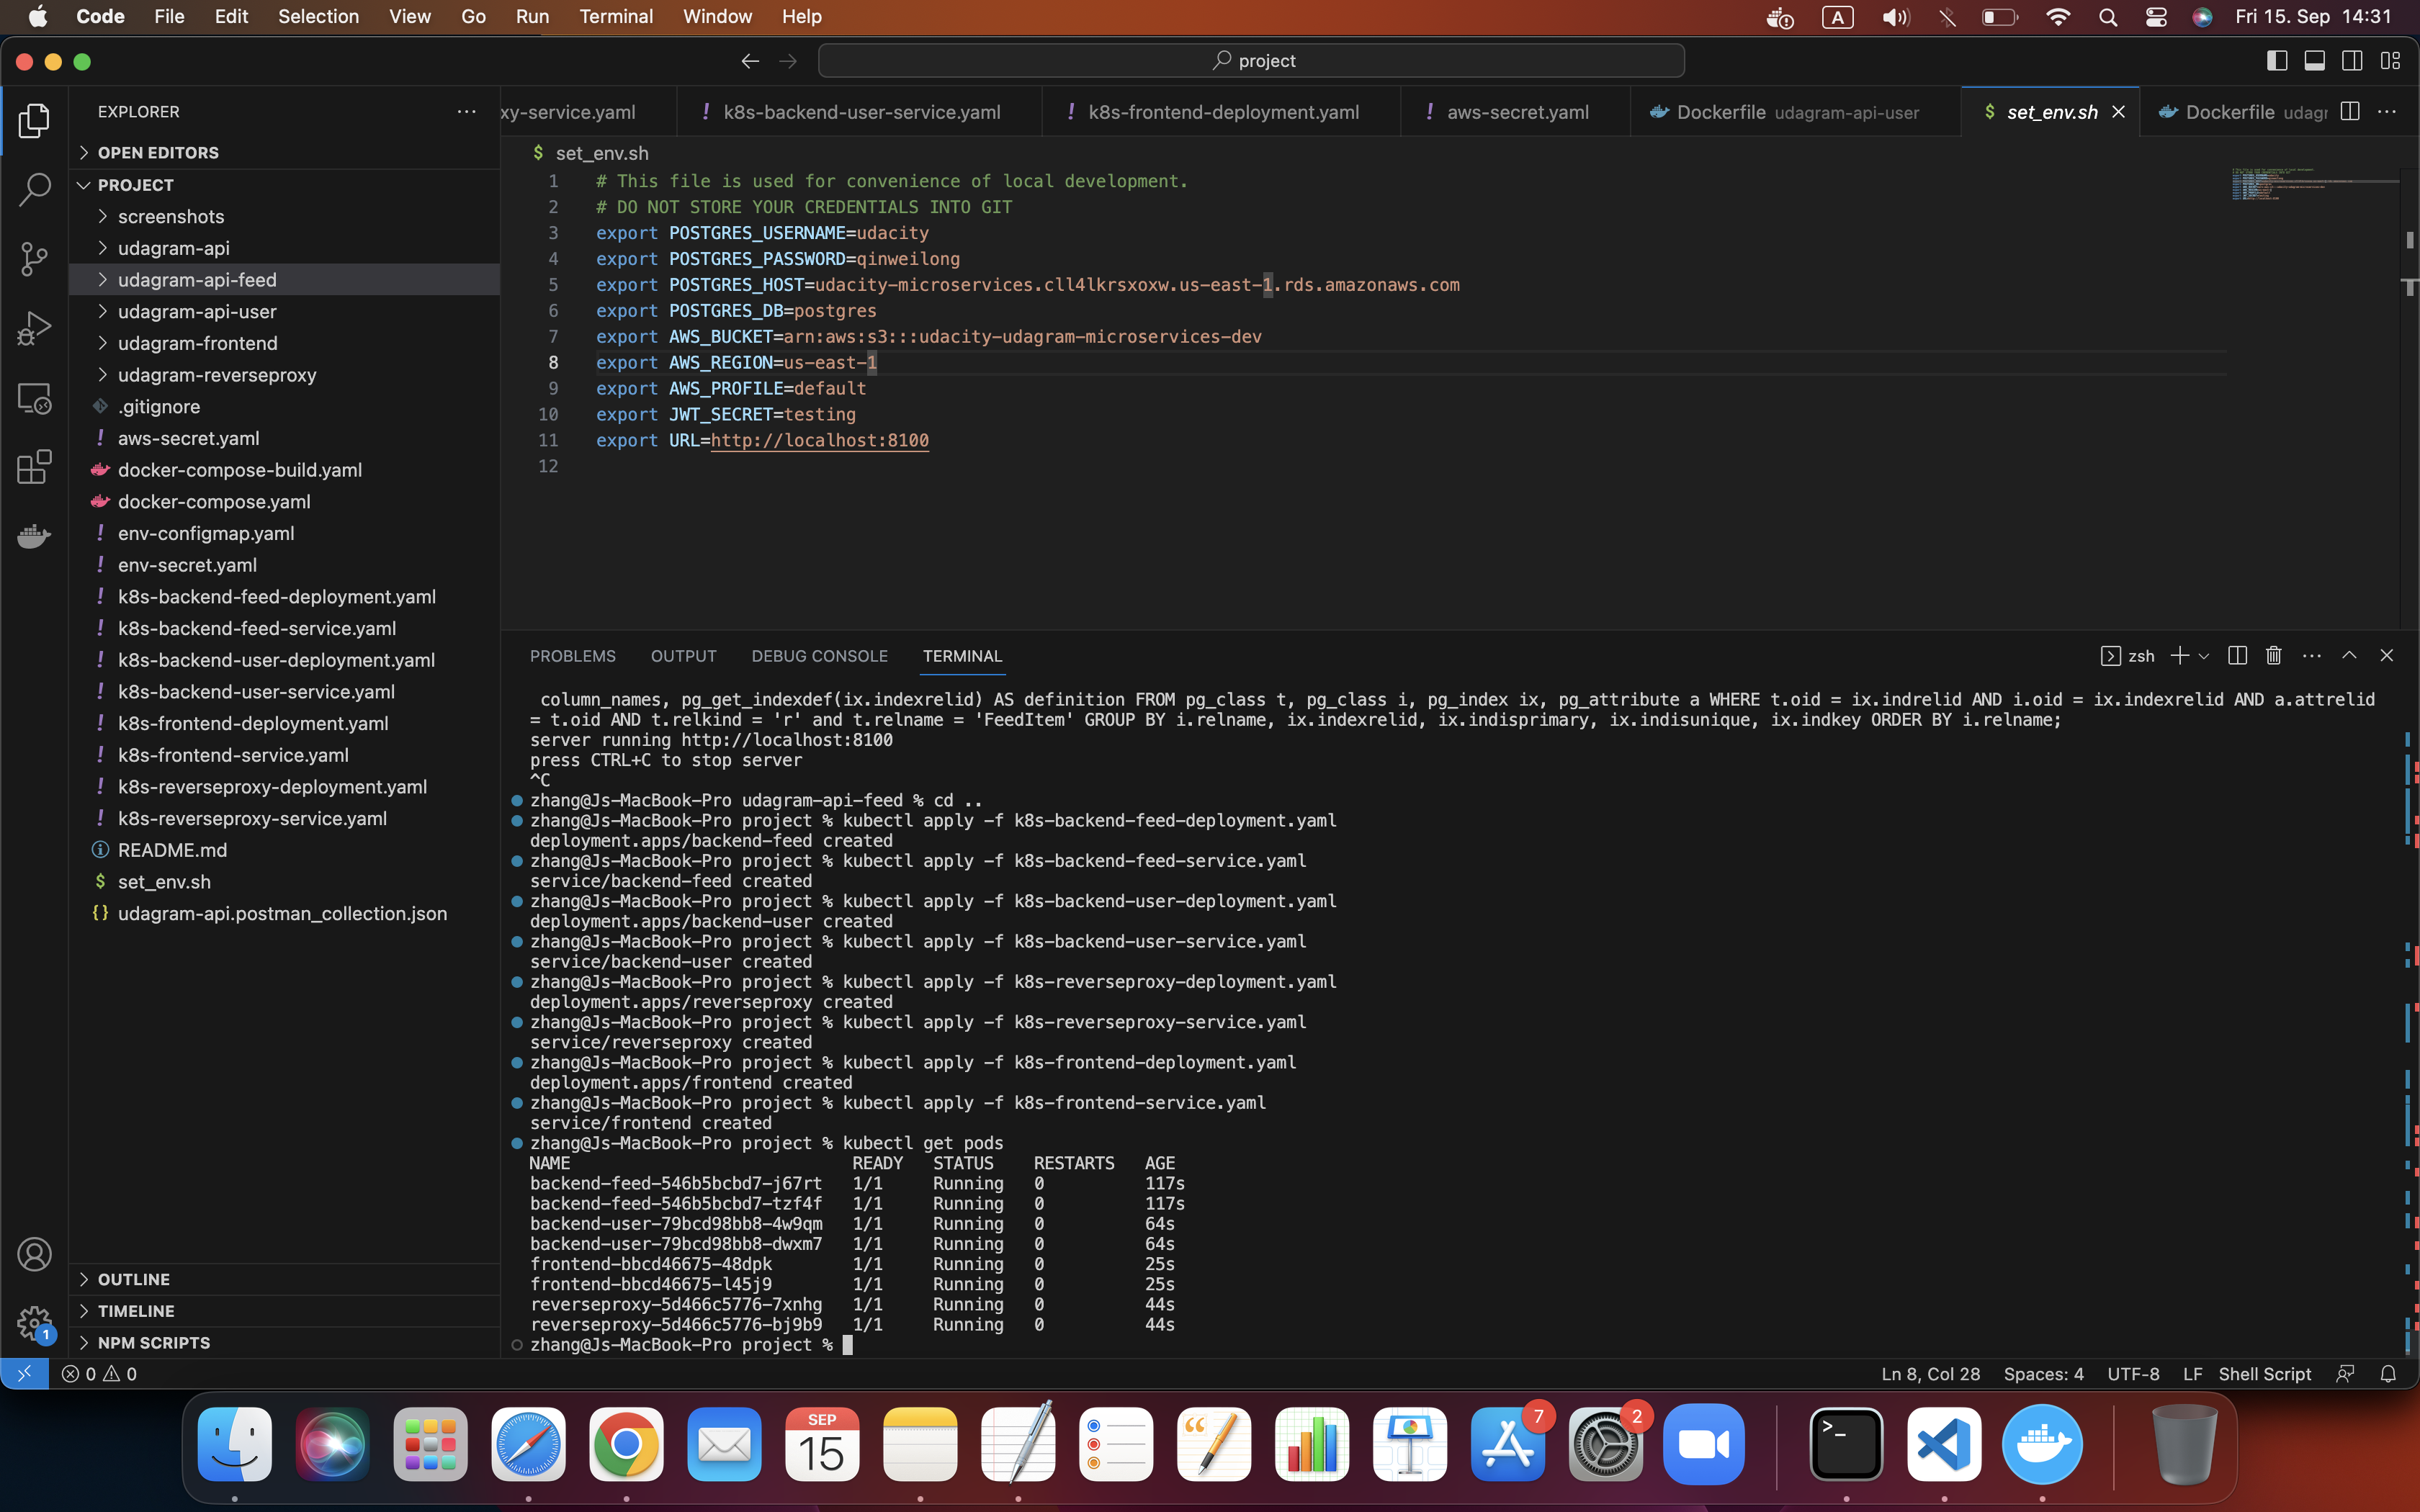 Code File Edit Selection View Go Run Terminal Window Help A Fri 15. Sep 14:31
project
EXPLORER
OPEN EDITORS
PROJECT
screenshots
udagram-api
udagram-api-feed
udagram-api-user
udagram-frontend
udagram-reverseproxy
.gitignore
! aws-secret.yaml
docker-compose-build.yaml
docker-compose.yaml
! env-configmap.yaml
! env-secret.yaml
! k8s-backend-feed-deployment.yaml
! k8s-backend-feed-service.yaml
! k8s-backend-user-deployment.yaml
! k8s-backend-user-service.yaml
! k8s-frontend-deployment.yaml
! k8s-frontend-service.yaml
! k8s-reverseproxy-deployment.yaml
! k8s-reverseproxy-service.yaml
README.md
$ set_env.sh
{} udagram-api.postman_collection.json
OUTLINE
TIMELINE
NPM SCRIPTS
1
xy-service.yaml ! k8s-backend-user-service.yaml ! k8s-frontend-deployment.yaml ! aws-secret.yaml Dockerfile udagram-api-user $ set_env.sh Dockerfile udagr
$ set_env.sh
1 # This file is used for convenience of local development.
2 # DO NOT STORE YOUR CREDENTIALS INTO GIT
3 export POSTGRES_USERNAME=udacity
4 export POSTGRES_PASSWORD=qinweilong
5 export POSTGRES_HOST=udacity-microservices.cll4lkrsxoxw.us-east-1.rds.amazonaws.com
6 export POSTGRES_DB=postgres
7 export AWS_BUCKET=arn:aws:s3:::udacity-udagram-microservices-dev
8 export AWS_REGION=us-east-1
9 export AWS_PROFILE=default
10 export JWT_SECRET=testing
11 export URL=http://localhost:8100
12
PROBLEMS OUTPUT DEBUG CONSOLE TERMINAL zsh
column_names, pg_get_indexdef(ix.indexrelid) AS definition FROM pg_class t, pg_class i, pg_index ix, pg_attribute a WHERE t.oid = ix.indrelid AND i.oid = ix.indexrelid AND a.attrelid
= t.oid AND t.relkind = 'r' and t.relname = 'FeedItem' GROUP BY i.relname, ix.indexrelid, ix.indisprimary, ix.indisunique, ix.indkey ORDER BY i.relname;
server running http://localhost:8100
press CTRL+C to stop server
^C
zhang@Js-MacBook-Pro udagram-api-feed % cd ..
zhang@Js-MacBook-Pro project % kubectl apply -f k8s-backend-feed-deployment.yaml
deployment.apps/backend-feed created
zhang@Js-MacBook-Pro project % kubectl apply -f k8s-backend-feed-service.yaml
service/backend-feed created
zhang@Js-MacBook-Pro project % kubectl apply -f k8s-backend-user-deployment.yaml
deployment.apps/backend-user created
zhang@Js-MacBook-Pro project % kubectl apply -f k8s-backend-user-service.yaml
service/backend-user created
zhang@Js-MacBook-Pro project % kubectl apply -f k8s-reverseproxy-deployment.yaml
deployment.apps/reverseproxy created
zhang@Js-MacBook-Pro project % kubectl apply -f k8s-reverseproxy-service.yaml
service/reverseproxy created
zhang@Js-MacBook-Pro project % kubectl apply -f k8s-frontend-deployment.yaml
deployment.apps/frontend created
zhang@Js-MacBook-Pro project % kubectl apply -f k8s-frontend-service.yaml
service/frontend created
zhang@Js-MacBook-Pro project % kubectl get pods
NAME READY STATUS RESTARTS AGE
backend-feed-546b5bcbd7-j67rt 1/1 Running 0 117s
backend-feed-546b5bcbd7-tzf4f 1/1 Running 0 117s
backend-user-79bcd98bb8-4w9qm 1/1 Running 0 64s
backend-user-79bcd98bb8-dwxm7 1/1 Running 0 64s
frontend-bbcd46675-48dpk 1/1 Running 0 25s
frontend-bbcd46675-l45j9 1/1 Running 0 25s
reverseproxy-5d466c5776-7xnhg 1/1 Running 0 44s
reverseproxy-5d466c5776-bj9b9 1/1 Running 0 44s
zhang@Js-MacBook-Pro project %
0 0 Ln 8, Col 28 Spaces: 4 UTF-8 LF Shell Script
SEP
15
7
2